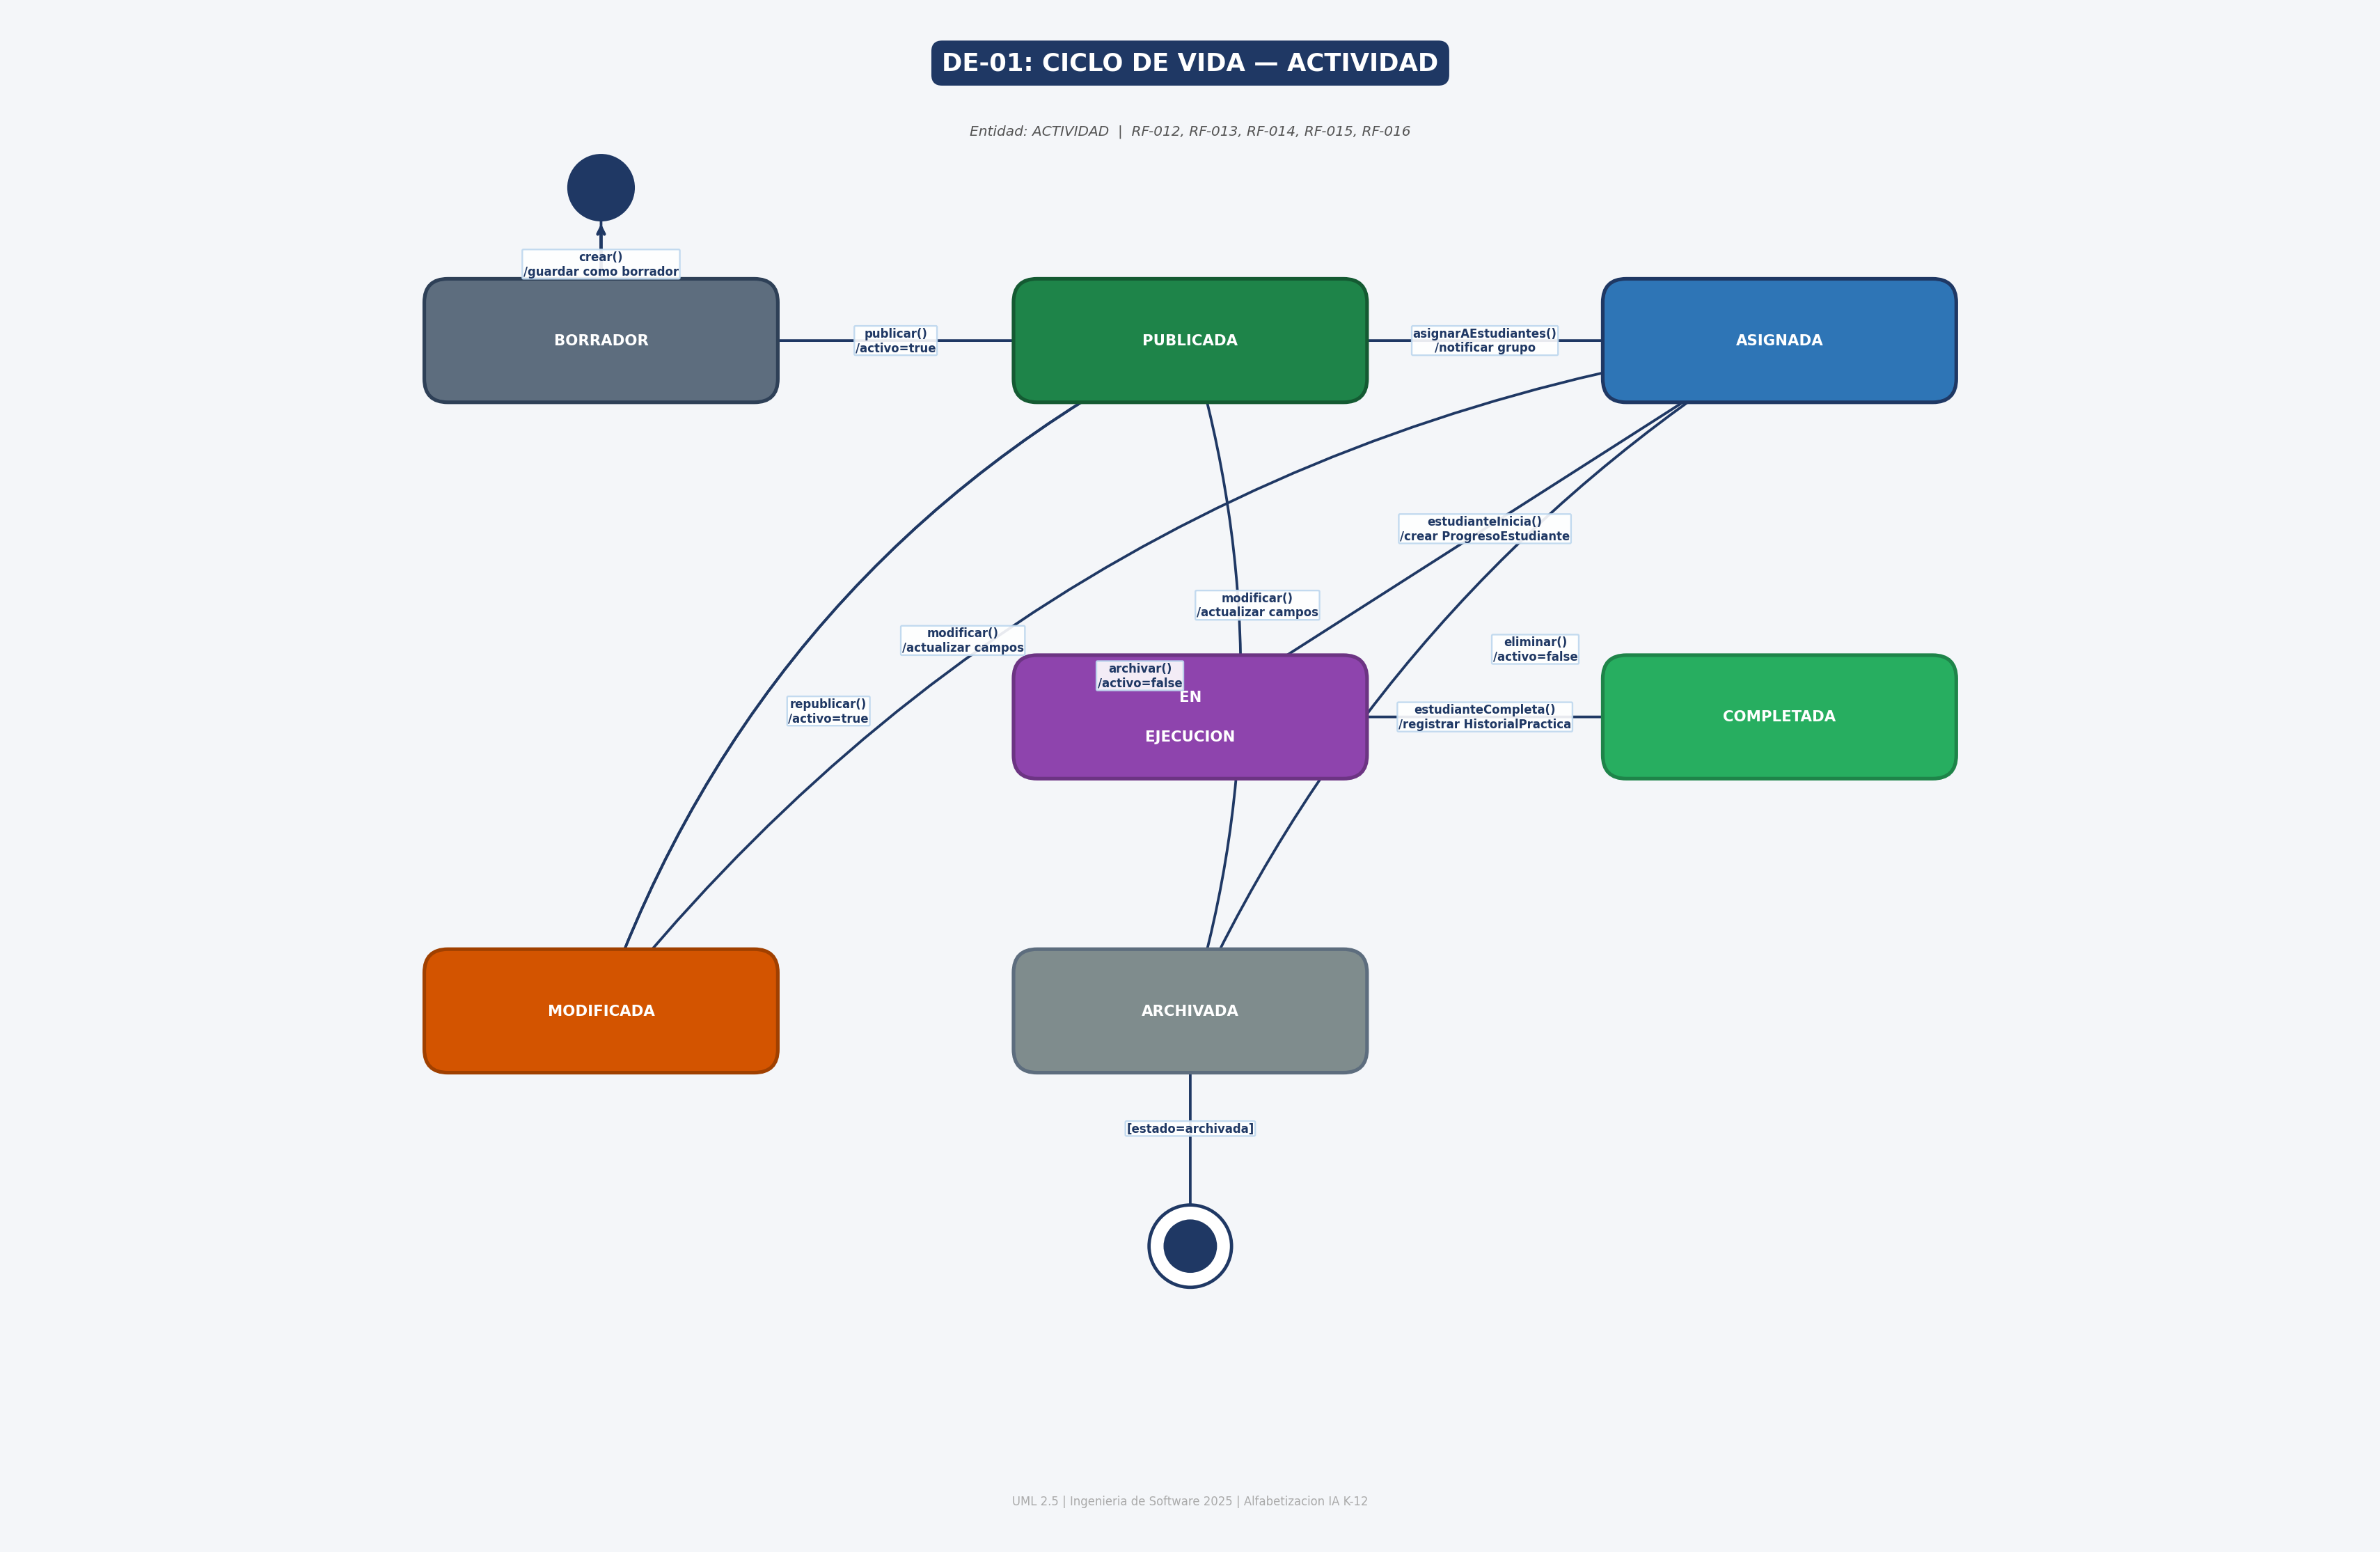 DE-01: CICLO DE VIDA — ACTIVIDAD
Entidad: ACTIVIDAD | RF-012, RF-013, RF-014, RF-015, RF-016
crear()
/guardar como borrador
BORRADOR
publicar()
/activo=true
PUBLICADA
asignarAEstudiantes()
/notificar grupo
ASIGNADA
estudianteInicia()
/crear ProgresoEstudiante
modificar()
/actualizar campos
modificar()
/actualizar campos
eliminar()
/activo=false
archivar()
/activo=false
republicar()
/activo=true
EN
EJECUCION
estudianteCompleta()
/registrar HistorialPractica
COMPLETADA
MODIFICADA
ARCHIVADA
[estado=archivada]
UML 2.5 | Ingenieria de Software 2025 | Alfabetizacion IA K-12